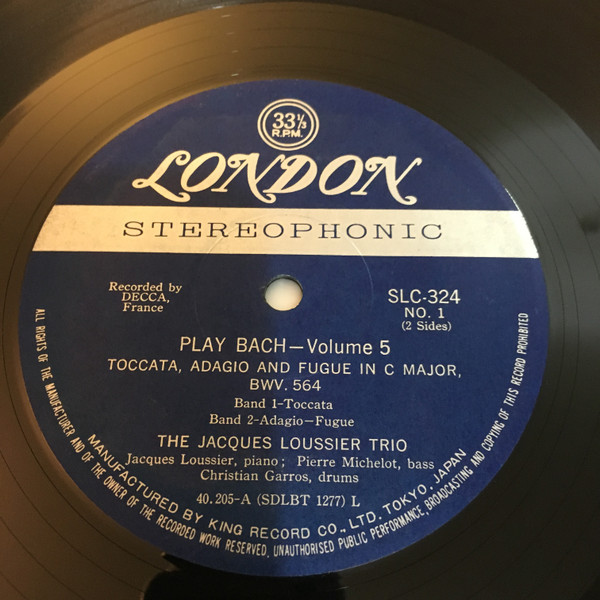 33⅓
R.P.M.
LONDON
STEREOPHONIC
Recorded by
DECCA,
France
SLC-324
NO. 1
(2 Sides)
PLAY BACH—Volume 5
TOCCATA, ADAGIO AND FUGUE IN C MAJOR,
BWV. 564
Band 1-Toccata
Band 2-Adagio—Fugue
THE JACQUES LOUSSIER TRIO
Jacques Loussier, piano; Pierre Michelot, bass
Christian Garros, drums
40.205-A (SDLBT 1277) L
MANUFACTURED BY KING RECORD CO., LTD. TOKYO, JAPAN
ALL RIGHTS OF THE MANUFACTURER AND OF THE OWNER OF THE RECORDED WORK RESERVED, UNAUTHORISED PUBLIC PERFORMANCE, BROADCASTING AND COPYING OF THIS RECORD PROHIBITED